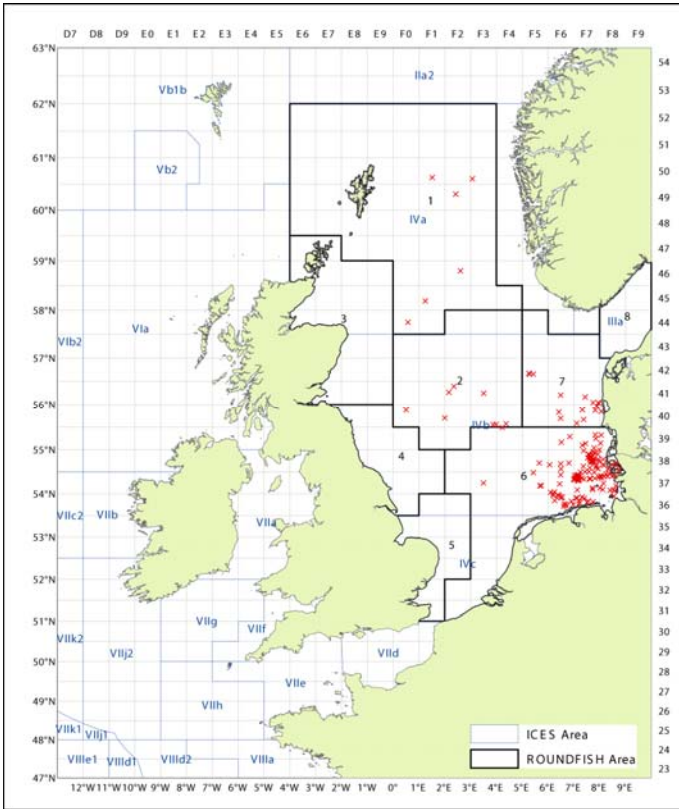 D7 D8 D9 E0 E1 E2 E3 E4 E5 E6 E7 E8 E9 F0 F1 F2 F3 F4 F5 F6 F7 F8 F9
63°N
54
IIa2
Vb1b
53
62°N
52
51
61°N
Vb2
50
1
49
60°N
IVa
48
47
59°N
46
45
58°N
3
IIIa
8
VIb2
VIa
44
43
57°N
42
2
7
41
56°N
IVb
40
55°N
39
4
38
6
37
54°N
VIIc2
VIIb
VIIa
36
5
35
53°N
IVc
34
33
52°N
32
VIIg
VIIf
31
51°N
VIIk2
VIIj2
VIId
30
29
50°N
VIIe
28
VIIh
27
49°N
26
VIIk1
VIIj1
25
48°N
ICES Area
24
VIIIe1
VIIId1
VIIId2
VIIIa
ROUNDFISH Area
23
47°N
12°W 11°W 10°W 9°W 8°W 7°W 6°W 5°W 4°W 3°W 2°W 1°W 0° 1° 2° 3° 4° 5° 6° 7° 8° 9°